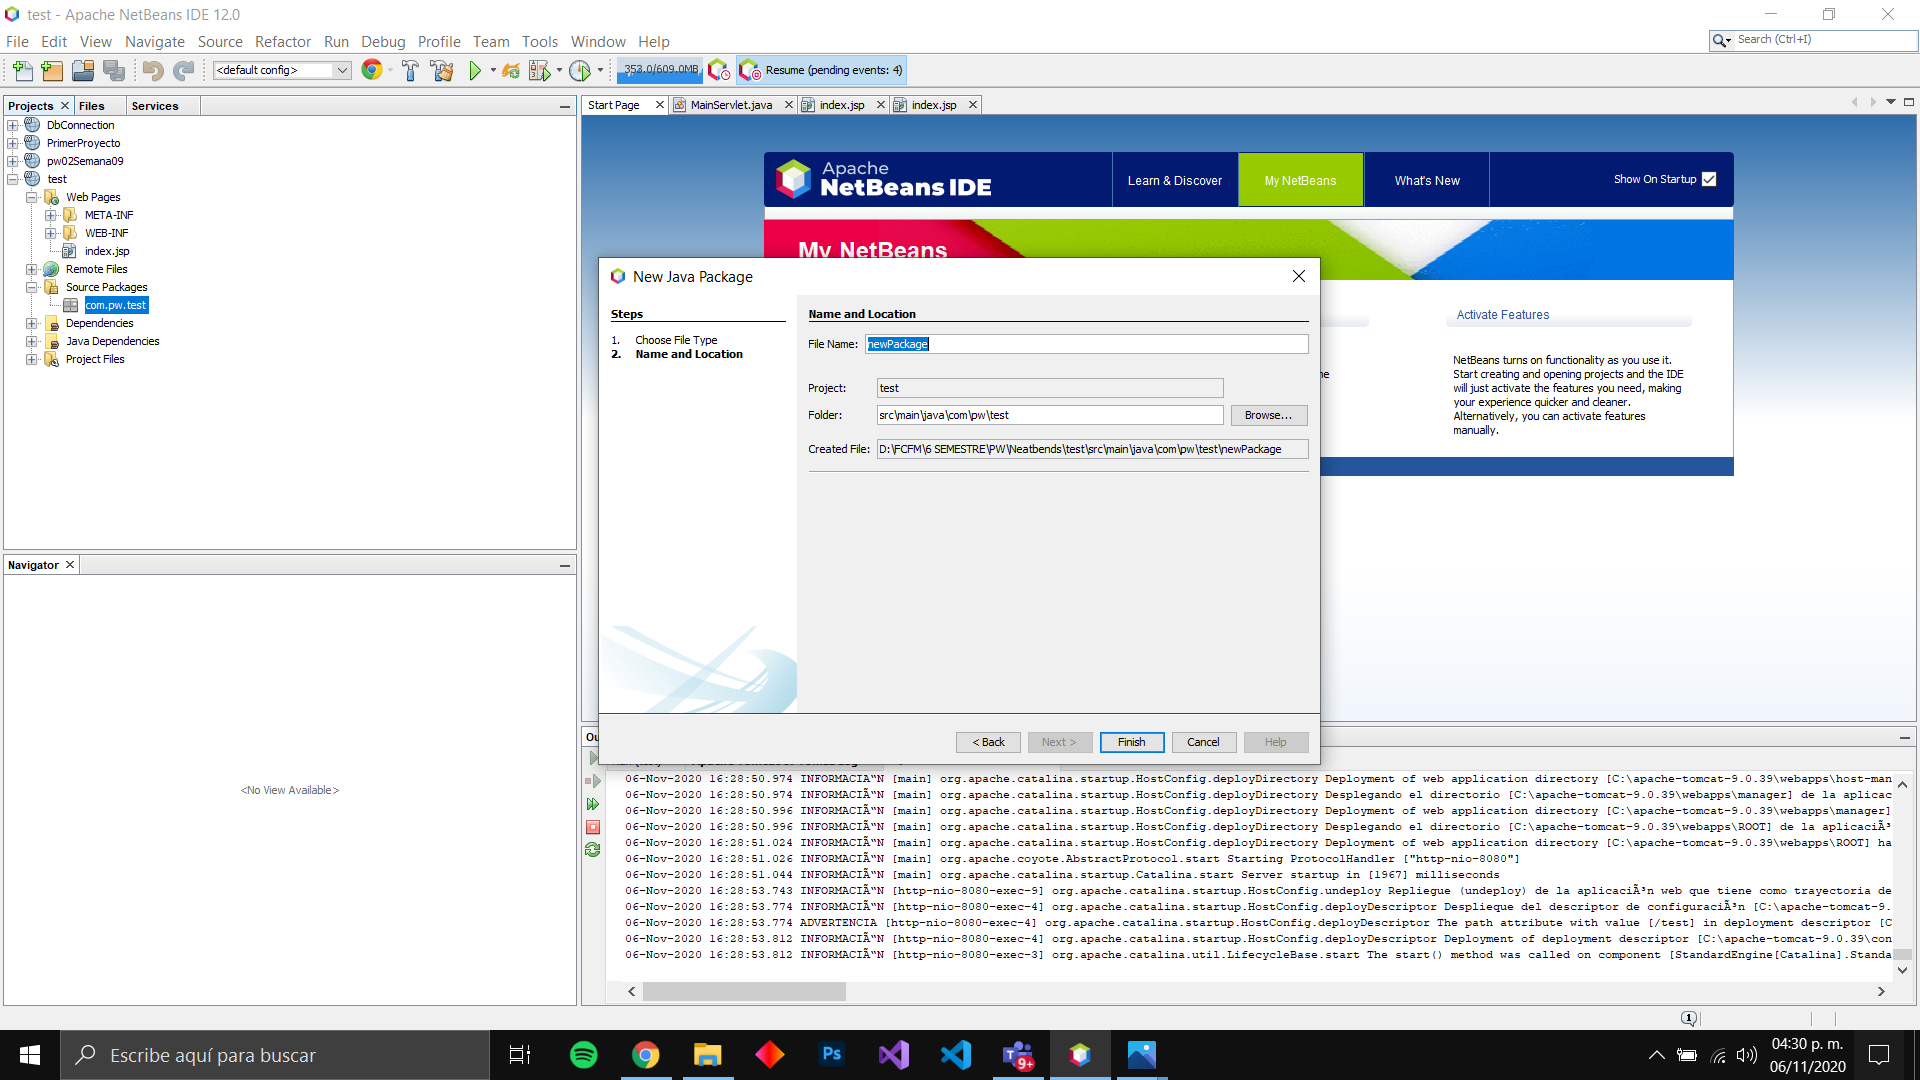 test - Apache NetBeans IDE 12.0
File Edit View Navigate Source Refactor Run Debug Profile Team Tools Window Help
Search (Ctrl+I)
<default config>
353.0/609.0MB
Resume (pending events: 4)
Projects Files Services
Start Page MainServlet.java index.jsp index.jsp
DbConnection
PrimerProyecto
pw02Semana09
test
Web Pages
META-INF
WEB-INF
index.jsp
Remote Files
Source Packages
com.pw.test
Dependencies
Java Dependencies
Project Files
Navigator
<No View Available>
Apache
NetBeans IDE
Learn & Discover
My NetBeans
What's New
Show On Startup
My NetBeans
Activate Features
NetBeans turns on functionality as you use it.
Start creating and opening projects and the IDE
will just activate the features you need, making
your experience quicker and cleaner.
Alternatively, you can activate features
manually.
New Java Package
Steps
1. Choose File Type
2. Name and Location
Name and Location
File Name: newPackage
Project: test
Folder: src\main\java\com\pw\test
Browse...
Created File: D:\FCFM\6 SEMESTRE\PW\Neatbends\test\src\main\java\com\pw\test\newPackage
< Back Next > Finish Cancel Help
06-Nov-2020 16:28:50.974 INFORMACIÃ“N [main] org.apache.catalina.startup.HostConfig.deployDirectory Deployment of web application directory [C:\apache-tomcat-9.0.39\webapps\host-man
06-Nov-2020 16:28:50.974 INFORMACIÃ“N [main] org.apache.catalina.startup.HostConfig.deployDirectory Desplegando el directorio [C:\apache-tomcat-9.0.39\webapps\manager] de la aplicac
06-Nov-2020 16:28:50.996 INFORMACIÃ“N [main] org.apache.catalina.startup.HostConfig.deployDirectory Deployment of web application directory [C:\apache-tomcat-9.0.39\webapps\manager]
06-Nov-2020 16:28:50.996 INFORMACIÃ“N [main] org.apache.catalina.startup.HostConfig.deployDirectory Desplegando el directorio [C:\apache-tomcat-9.0.39\webapps\ROOT] de la aplicaciÃ³
06-Nov-2020 16:28:51.024 INFORMACIÃ“N [main] org.apache.catalina.startup.HostConfig.deployDirectory Deployment of web application directory [C:\apache-tomcat-9.0.39\webapps\ROOT] ha
06-Nov-2020 16:28:51.026 INFORMACIÃ“N [main] org.apache.coyote.AbstractProtocol.start Starting ProtocolHandler ["http-nio-8080"]
06-Nov-2020 16:28:51.044 INFORMACIÃ“N [main] org.apache.catalina.startup.Catalina.start Server startup in [1967] milliseconds
06-Nov-2020 16:28:53.743 INFORMACIÃ“N [http-nio-8080-exec-9] org.apache.catalina.startup.HostConfig.undeploy Repliegue (undeploy) de la aplicaciÃ³n web que tiene como trayectoria de
06-Nov-2020 16:28:53.774 INFORMACIÃ“N [http-nio-8080-exec-4] org.apache.catalina.startup.HostConfig.deployDescriptor Desplieque del descriptor de configuraciÃ³n [C:\apache-tomcat-9.
06-Nov-2020 16:28:53.774 ADVERTENCIA [http-nio-8080-exec-4] org.apache.catalina.startup.HostConfig.deployDescriptor The path attribute with value [/test] in deployment descriptor [C
06-Nov-2020 16:28:53.812 INFORMACIÃ“N [http-nio-8080-exec-4] org.apache.catalina.startup.HostConfig.deployDescriptor Deployment of deployment descriptor [C:\apache-tomcat-9.0.39\con
06-Nov-2020 16:28:53.812 INFORMACIÃ“N [http-nio-8080-exec-3] org.apache.catalina.util.LifecycleBase.start The start() method was called on component [StandardEngine[Catalina].Standa
1
Escribe aquí para buscar
Ps
9+
04:30 p. m.
06/11/2020